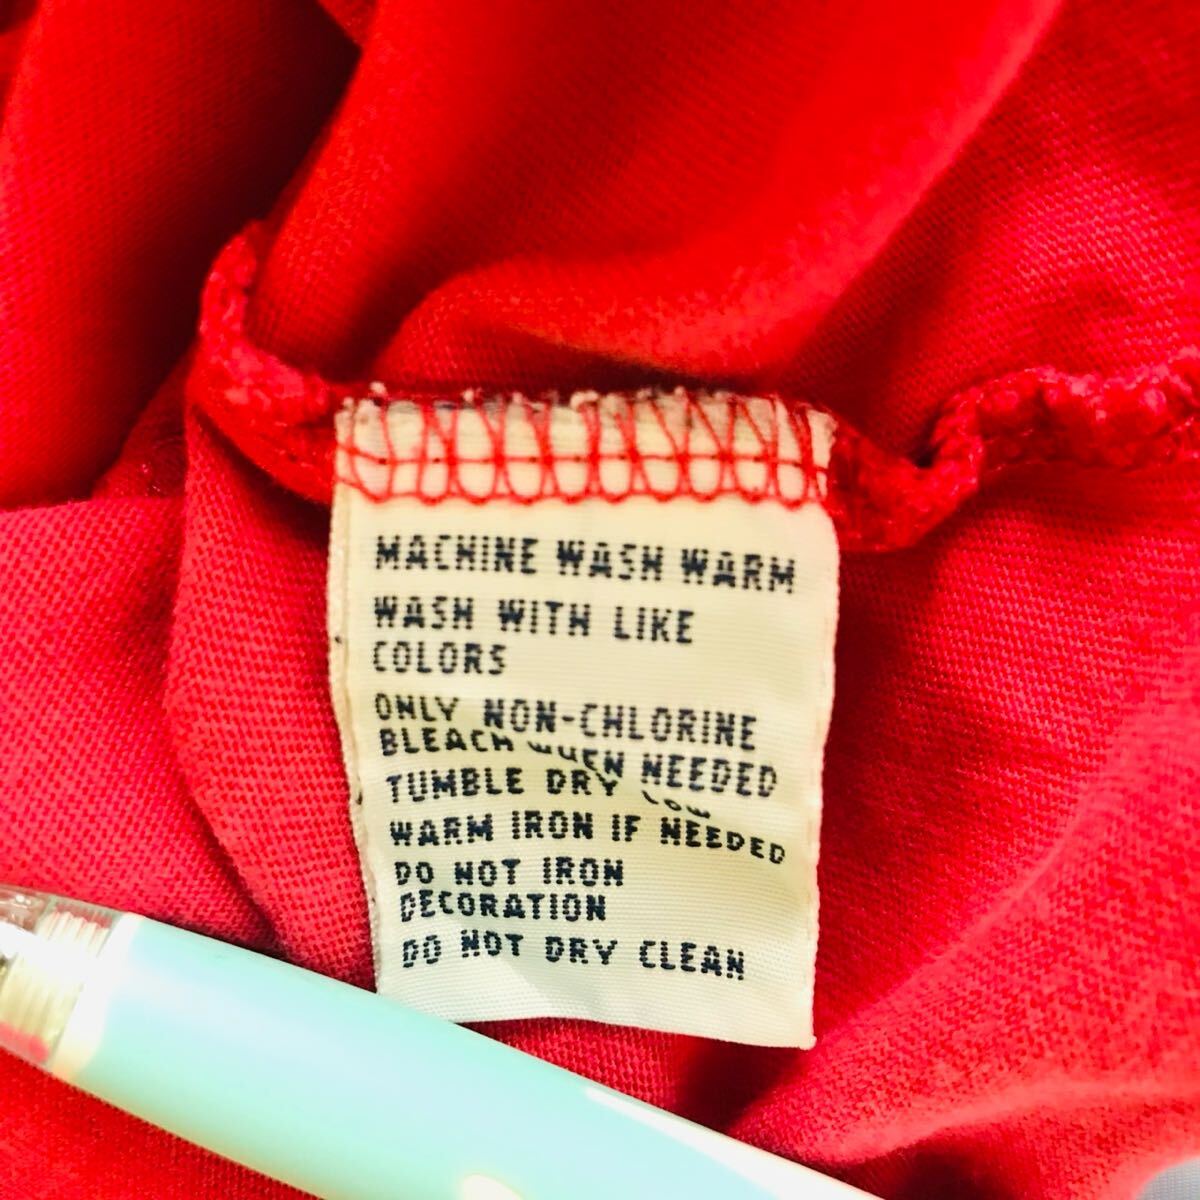 MACHINE WASH WARM
WASH WITH LIKE
COLORS
ONLY NON-CHLORINE
BLEACH WHEN NEEDED
TUMBLE DRY LOW
WARM IRON IF NEEDED
DO NOT IRON
DECORATION
DO NOT DRY CLEAN